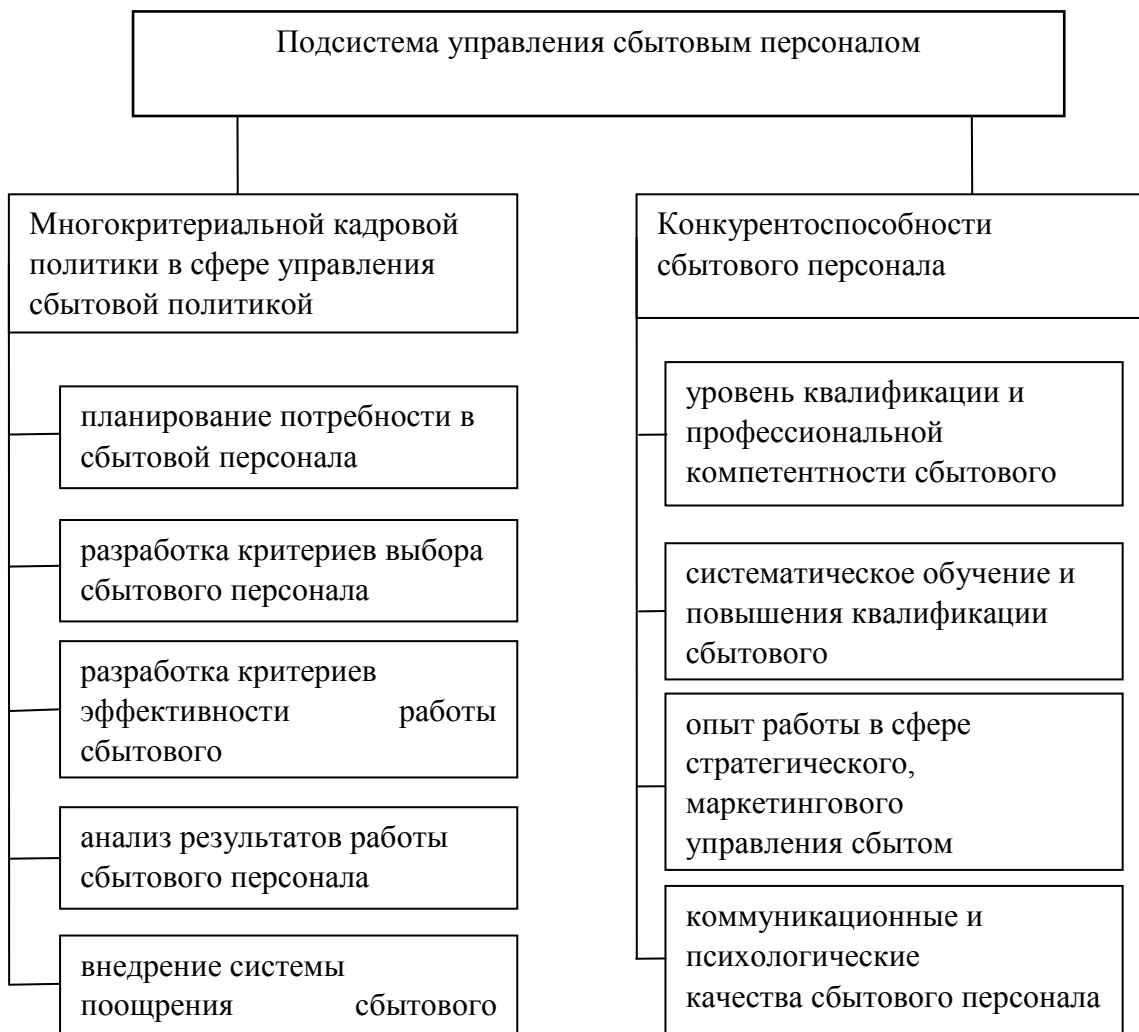 Подсистема управления сбытовым персоналом
Многокритериальной кадровой
политики в сфере управления
сбытовой политикой
планирование потребности в
сбытовой персонала
разработка критериев выбора
сбытового персонала
разработка критериев
эффективности работы
сбытового
анализ результатов работы
сбытового персонала
внедрение системы
поощрения сбытового
Конкурентоспособности
сбытового персонала
уровень квалификации и
профессиональной
компетентности сбытового
систематическое обучение и
повышения квалификации
сбытового
опыт работы в сфере
стратегического,
маркетингового
управления сбытом
коммуникационные и
психологические
качества сбытового персонала